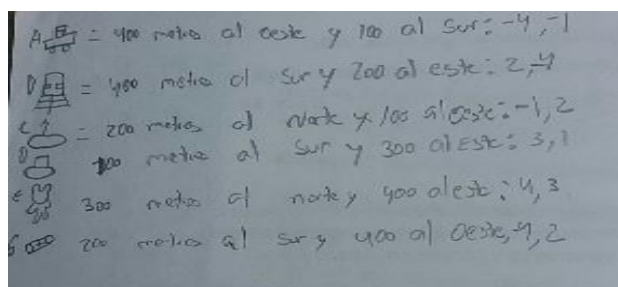 A = 400 metros al oeste y 100 al sur: -4, -1
D = 400 metros al sur y 200 al este: 2, -4
C = 200 metros al norte y 100 al oeste: -1, 2
100 metros al sur y 300 al este: 3, 1
E 300 metros al norte y 400 al este: 4, 3
200 metros al sur y 400 al oeste, -4, 2